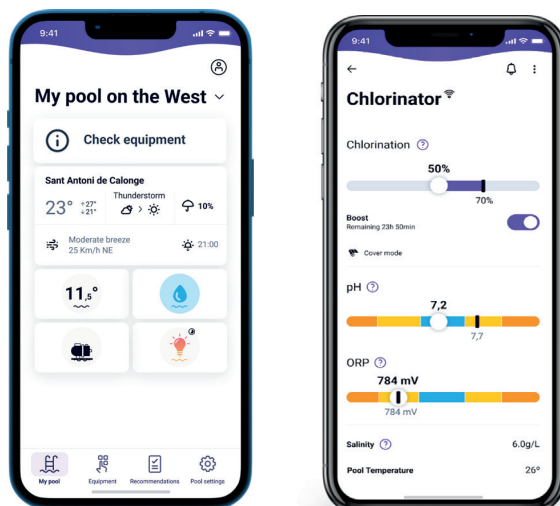 9:41
My pool on the West
Check equipment
Sant Antoni de Calonge
23° +27° +21°
Thunderstorm
10%
Moderate breeze
25 Km/h NE
21:00
11,5°
My pool
Equipment
Recommendations
Pool settings
9:41
Chlorinator
Chlorination ?
50%
70%
Boost
Remaining 23h 50min
Cover mode
pH ?
7,2
7,7
ORP ?
784 mV
784 mV
Salinity ? 6.0g/L
Pool Temperature 26°